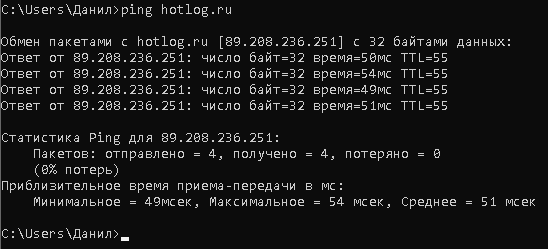 C:\Users\Данил>ping hotlog.ru
Обмен пакетами с hotlog.ru [89.208.236.251] с 32 байтами данных:
Ответ от 89.208.236.251: число байт=32 время=50мс TTL=55
Ответ от 89.208.236.251: число байт=32 время=54мс TTL=55
Ответ от 89.208.236.251: число байт=32 время=49мс TTL=55
Ответ от 89.208.236.251: число байт=32 время=51мс TTL=55
Статистика Ping для 89.208.236.251:
Пакетов: отправлено = 4, получено = 4, потеряно = 0
(0% потерь)
Приблизительное время приема-передачи в мс:
Минимальное = 49мсек, Максимальное = 54 мсек, Среднее = 51 мсек
C:\Users\Данил>